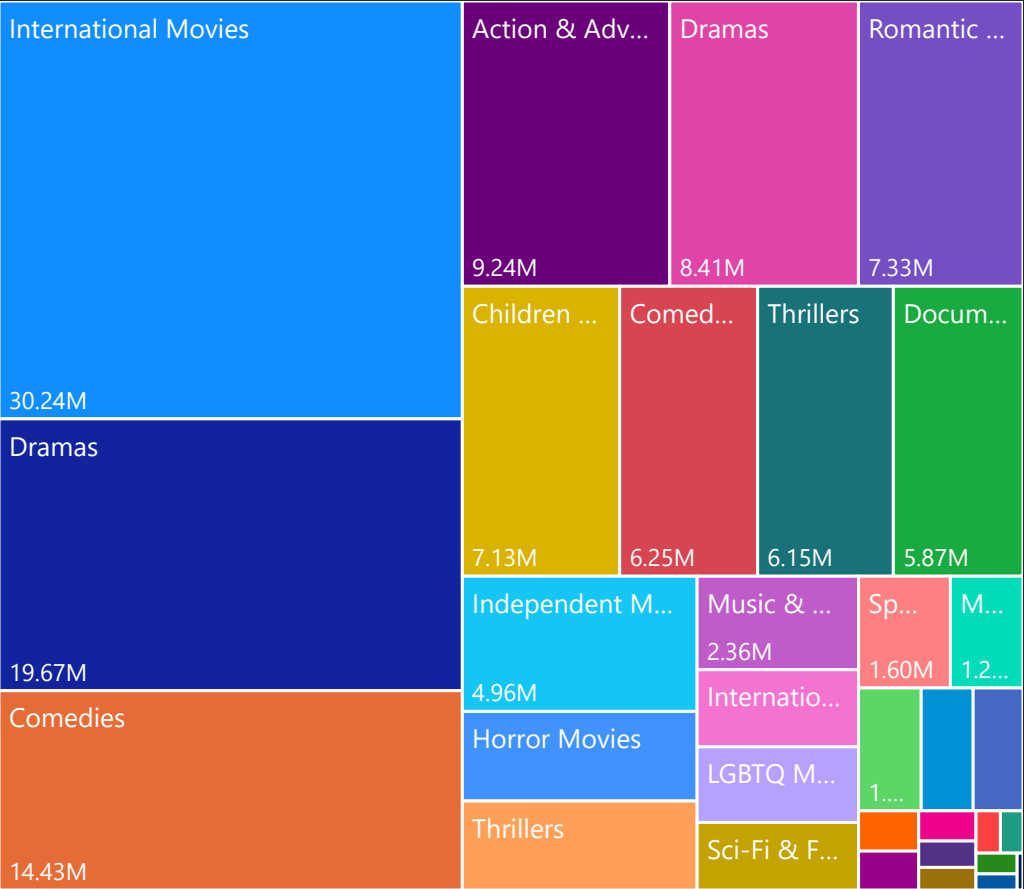 International Movies
30.24M
Dramas
19.67M
Comedies
14.43M
Action & Adv...
9.24M
Dramas
8.41M
Romantic ...
7.33M
Children ...
7.13M
Comed...
6.25M
Thrillers
6.15M
Docum...
5.87M
Independent M...
4.96M
Horror Movies
Thrillers
Music & ...
2.36M
Internatio...
LGBTQ M...
Sci-Fi & F...
Sp...
1.60M
M...
1.2...
1....